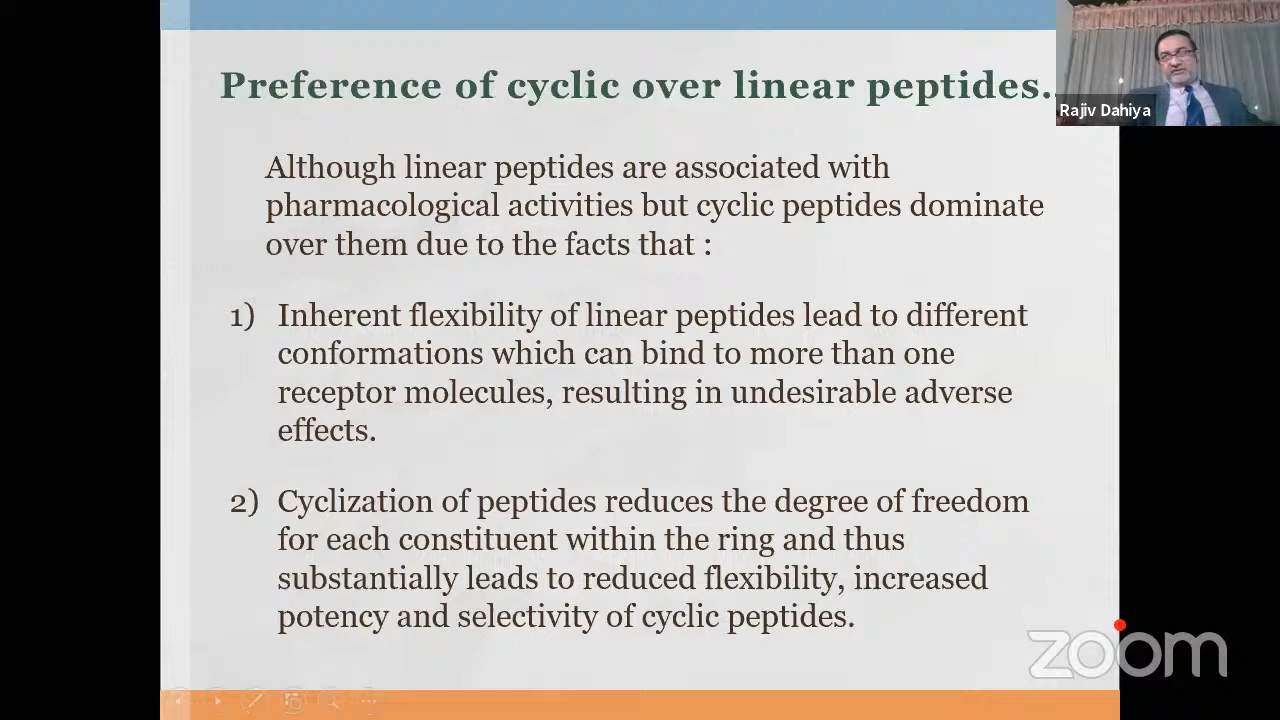 Preference of cyclic over linear peptides..
Rajiv Dahiya
Although linear peptides are associated with
pharmacological activities but cyclic peptides dominate
over them due to the facts that :
1) Inherent flexibility of linear peptides lead to different
conformations which can bind to more than one
receptor molecules, resulting in undesirable adverse
effects.
2) Cyclization of peptides reduces the degree of freedom
for each constituent within the ring and thus
substantially leads to reduced flexibility, increased
potency and selectivity of cyclic peptides.
zoom